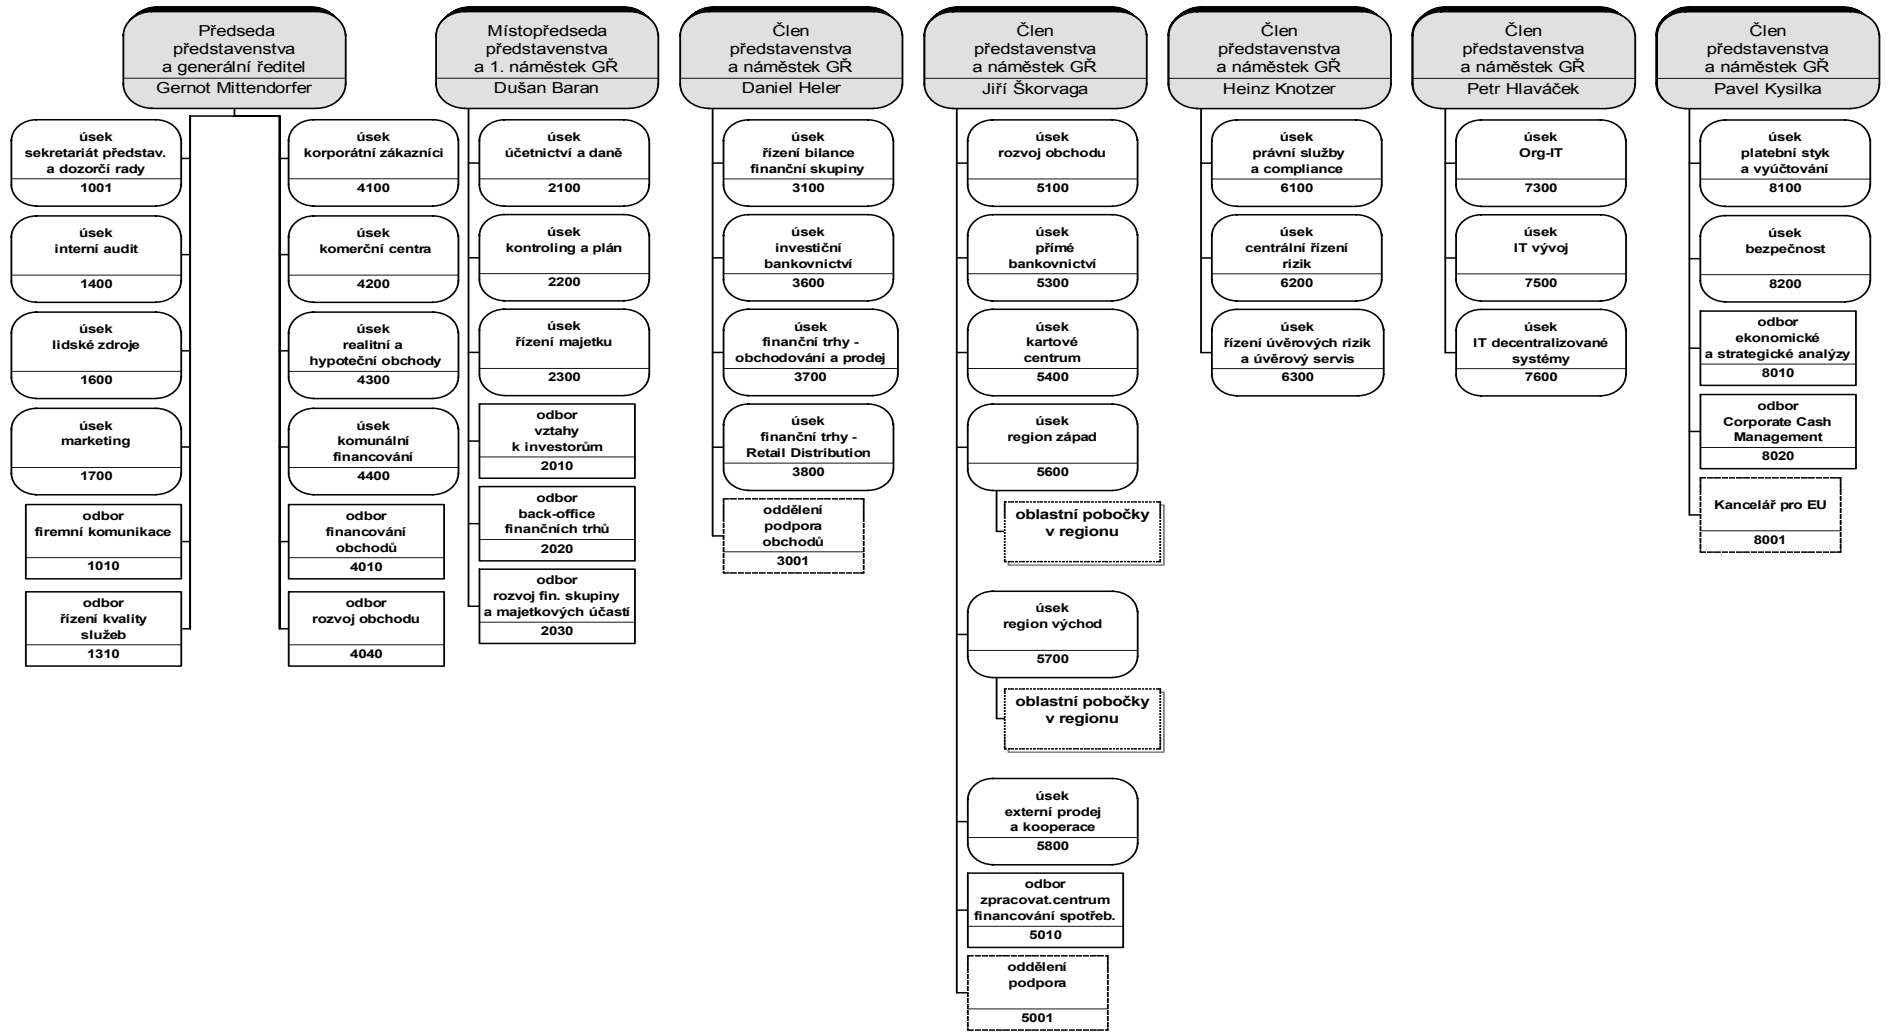 Předseda
představenstva
a generální ředitel
Gernot Mittendorfer
úsek
sekretariát představ.
a dozorčí rady
1001
úsek
interní audit
1400
úsek
lidské zdroje
1600
úsek
marketing
1700
odbor
firemní komunikace
1010
odbor
řízení kvality
služeb
1310
úsek
korporátní zákazníci
4100
úsek
komerční centra
4200
úsek
realitní a
hypoteční obchody
4300
úsek
komunální
financování
4400
odbor
financování
obchodů
4010
odbor
rozvoj obchodu
4040
Místopředseda
představenstva
a 1. náměstek GŘ
Dušan Baran
úsek
účetnictví a daně
2100
úsek
kontroling a plán
2200
úsek
řízení majetku
2300
odbor
vztahy
k investorům
2010
odbor
back-office
finančních trhů
2020
odbor
rozvoj fin. skupiny
a majetkových účastí
2030
Člen
představenstva
a náměstek GŘ
Daniel Heler
úsek
řízení bilance
finanční skupiny
3100
úsek
investiční
bankovnictví
3600
úsek
finanční trhy -
obchodování a prodej
3700
úsek
finanční trhy -
Retail Distribution
3800
oddělení
podpora
obchodů
3001
Člen
představenstva
a náměstek GŘ
Jiří Škorvaga
úsek
rozvoj obchodu
5100
úsek
přímé
bankovnictví
5300
úsek
kartové
centrum
5400
úsek
region západ
5600
oblastní pobočky
v regionu
úsek
region východ
5700
oblastní pobočky
v regionu
úsek
externí prodej
a kooperace
5800
odbor
zpracovat.centrum
financování spotřeb.
5010
oddělení
podpora
5001
Člen
představenstva
a náměstek GŘ
Heinz Knotzer
úsek
právní služby
a compliance
6100
úsek
centrální řízení
rizik
6200
úsek
řízení úvěrových rizik
a úvěrový servis
6300
Člen
představenstva
a náměstek GŘ
Petr Hlaváček
úsek
Org-IT
7300
úsek
IT vývoj
7500
úsek
IT decentralizované
systémy
7600
Člen
představenstva
a náměstek GŘ
Pavel Kysilka
úsek
platební styk
a vyúčtování
8100
úsek
bezpečnost
8200
odbor
ekonomické
a strategické analýzy
8010
odbor
Corporate Cash
Management
8020
Kancelář pro EU
8001